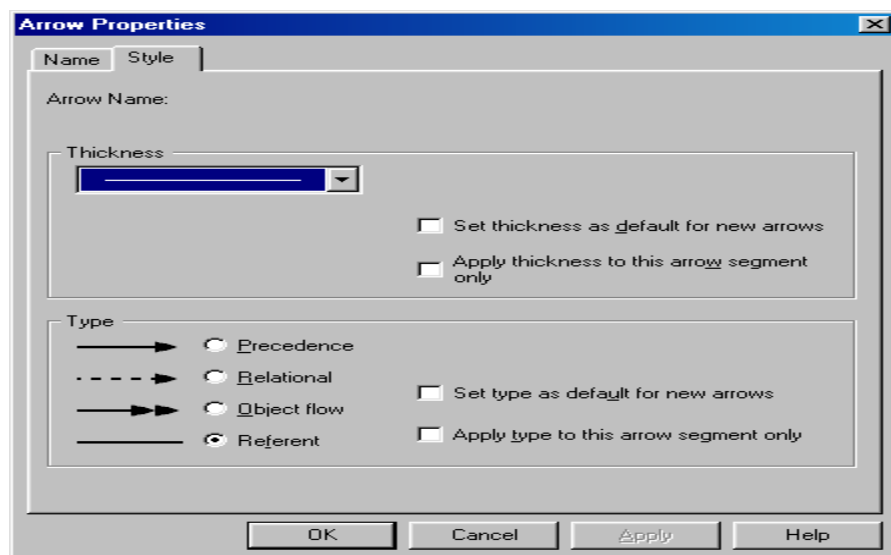 Arrow Properties
Name Style
Arrow Name:
Thickness
Set thickness as default for new arrows
Apply thickness to this arrow segment
only
Type
Precedence
Relational
Object flow
Referent
Set type as default for new arrows
Apply type to this arrow segment only
OK Cancel Apply Help